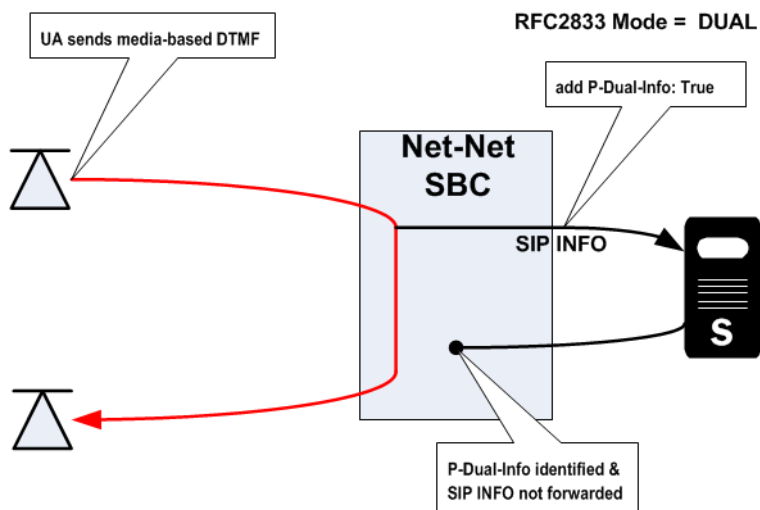 RFC2833 Mode = DUAL
UA sends media-based DTMF
add P-Dual-Info: True
Net-Net
SBC
SIP INFO
S
P-Dual-Info identified &
SIP INFO not forwarded